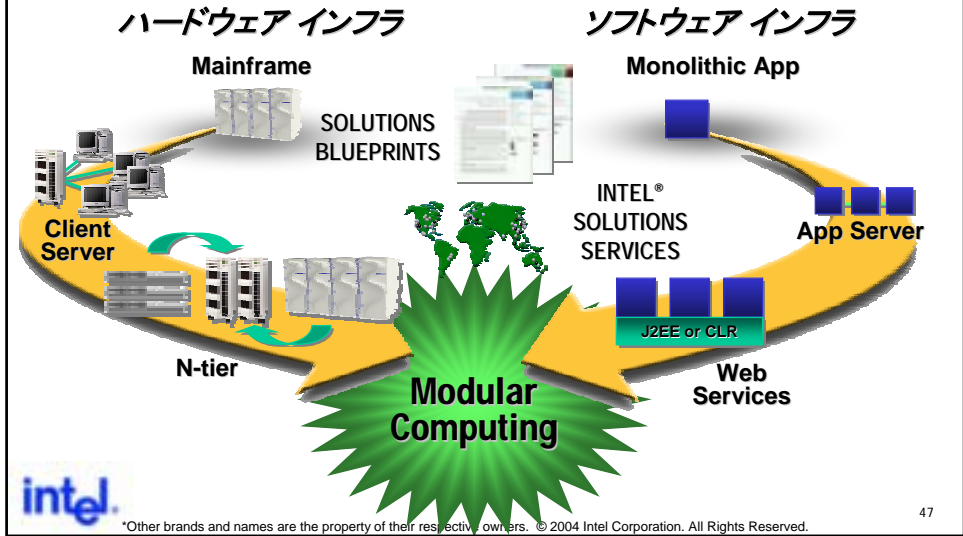 ハードウェア インフラ
ソフトウェア インフラ
Mainframe
Monolithic App
SOLUTIONS
BLUEPRINTS
INTEL®
SOLUTIONS
SERVICES
Client
Server
App Server
J2EE or CLR
N-tier
Web
Services
Modular
Computing
intel.
47
*Other brands and names are the property of their respective owners. © 2004 Intel Corporation. All Rights Reserved.